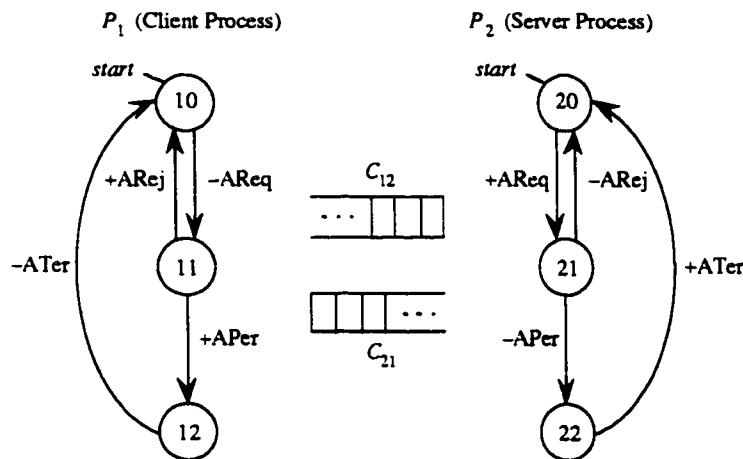 P1 (Client Process)
P2 (Server Process)
start
start
10
20
+ARej
–AReq
C12
+AReq
–ARej
. . .
–ATer
11
21
+ATer
. . .
+APer
C21
–APer
12
22